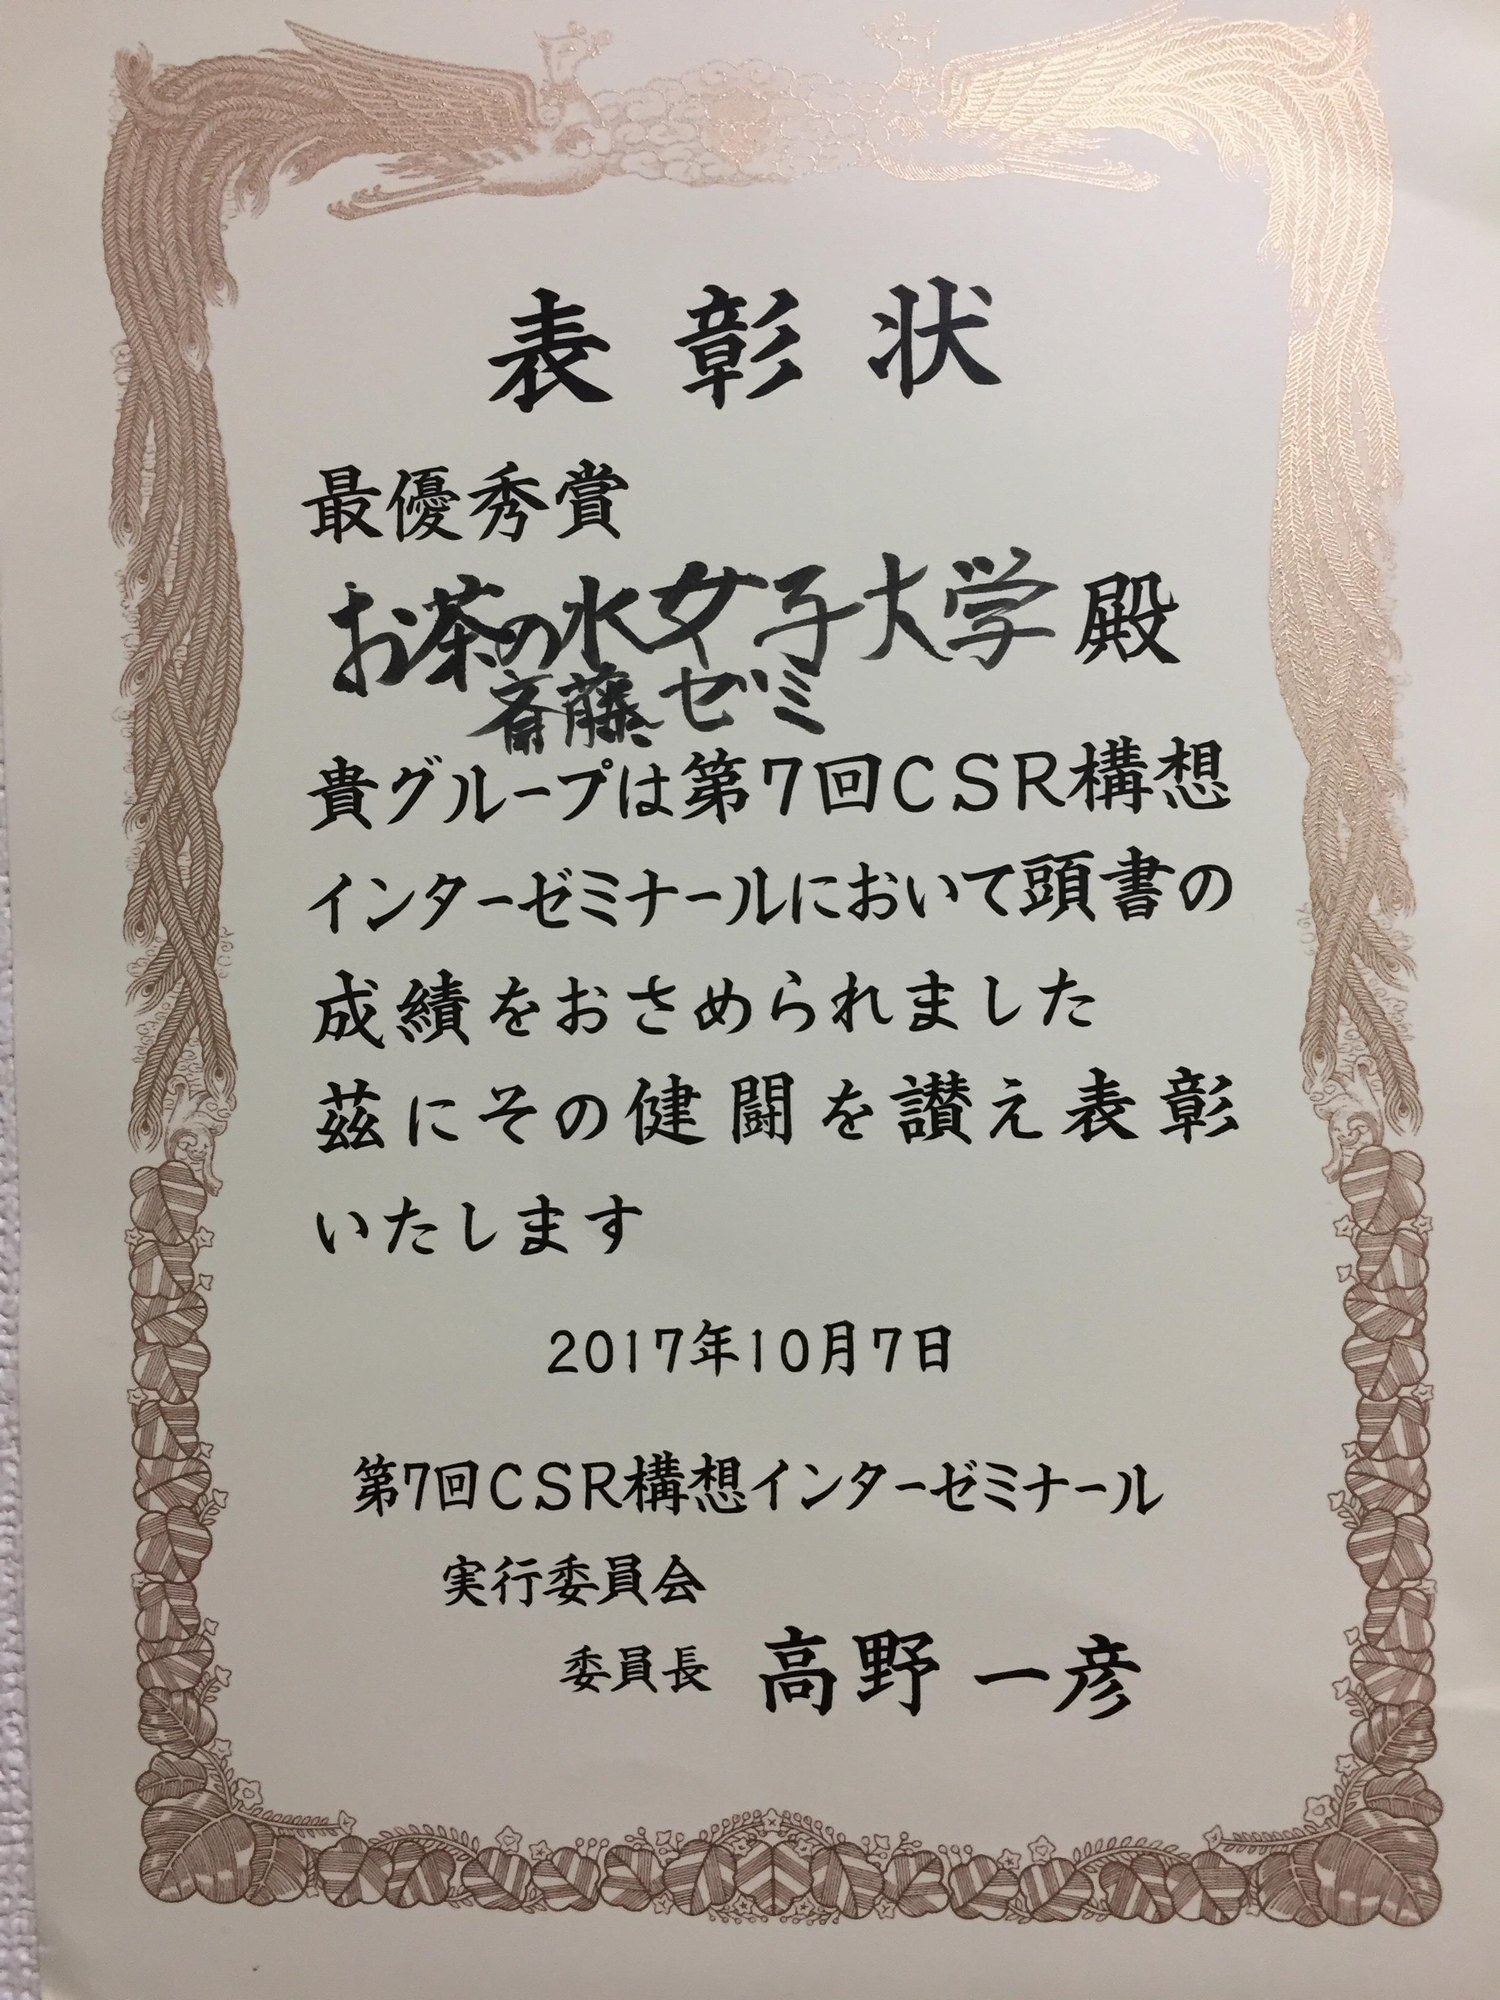 表彰状
最優秀賞
お茶の水女子大学 殿
斎藤ゼミ
貴グループは第7回CSR構想
インターゼミナールにおいて頭書の
成績をおさめられました
茲にその健闘を讃え表彰
いたします
2017年10月7日
第7回CSR構想インターゼミナール
実行委員会
委員長 高野 一彦